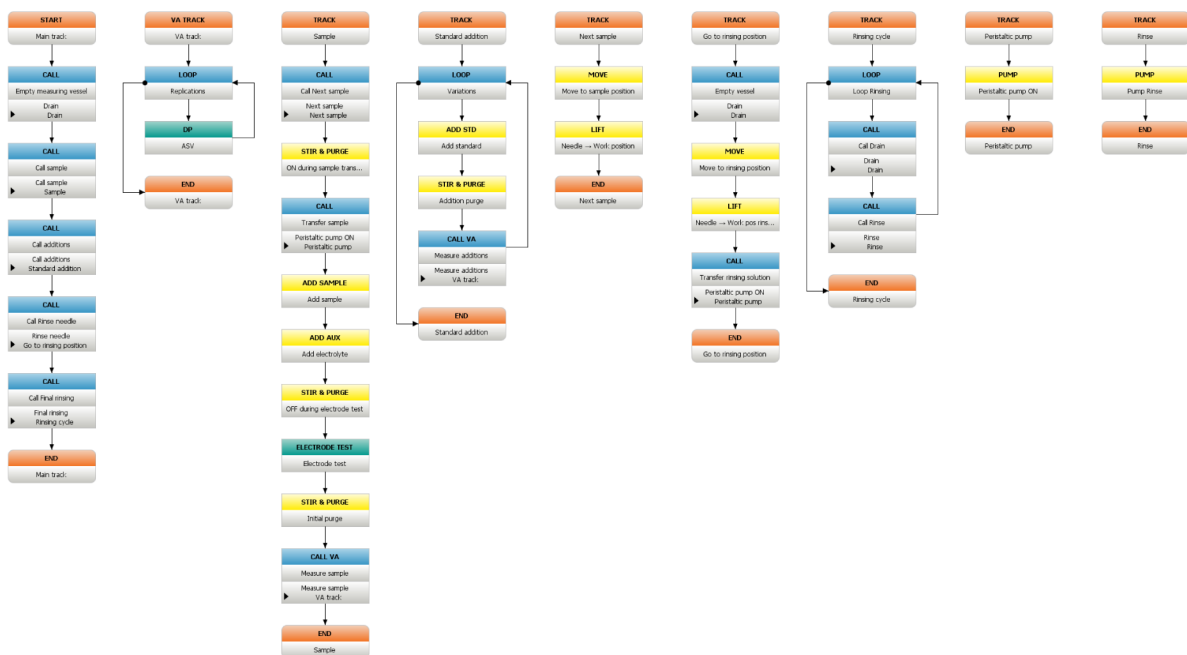 START
Main track
CALL
Empty measuring vessel
Drain
Drain
CALL
Call sample
Call sample
Sample
CALL
Call additions
Call additions
Standard addition
CALL
Call Rinse needle
Rinse needle
Go to rinsing position
CALL
Call Final rinsing
Final rinsing
Rinsing cycle
END
Main track
VA TRACK
VA track
LOOP
Replications
DP
ASV
END
VA track
TRACK
Sample
CALL
Call Next sample
Next sample
Next sample
STIR & PURGE
ON during sample trans...
CALL
Transfer sample
Peristaltic pump ON
Peristaltic pump
ADD SAMPLE
Add sample
ADD AUX
Add electrolyte
STIR & PURGE
OFF during electrode test
ELECTRODE TEST
Electrode test
STIR & PURGE
Initial purge
CALL VA
Measure sample
Measure sample
VA track
END
Sample
TRACK
Standard addition
LOOP
Variations
ADD STD
Add standard
STIR & PURGE
Addition purge
CALL VA
Measure additions
Measure additions
VA track
END
Standard addition
TRACK
Next sample
MOVE
Move to sample position
LIFT
Needle → Work position
END
Next sample
TRACK
Go to rinsing position
CALL
Empty vessel
Drain
Drain
MOVE
Move to rinsing position
LIFT
Needle → Work pos rins...
CALL
Transfer rinsing solution
Peristaltic pump ON
Peristaltic pump
END
Go to rinsing position
TRACK
Rinsing cycle
LOOP
Loop Rinsing
CALL
Call Drain
Drain
Drain
CALL
Call Rinse
Rinse
Rinse
END
Rinsing cycle
TRACK
Peristaltic pump
PUMP
Peristaltic pump ON
END
Peristaltic pump
TRACK
Rinse
PUMP
Pump Rinse
END
Rinse